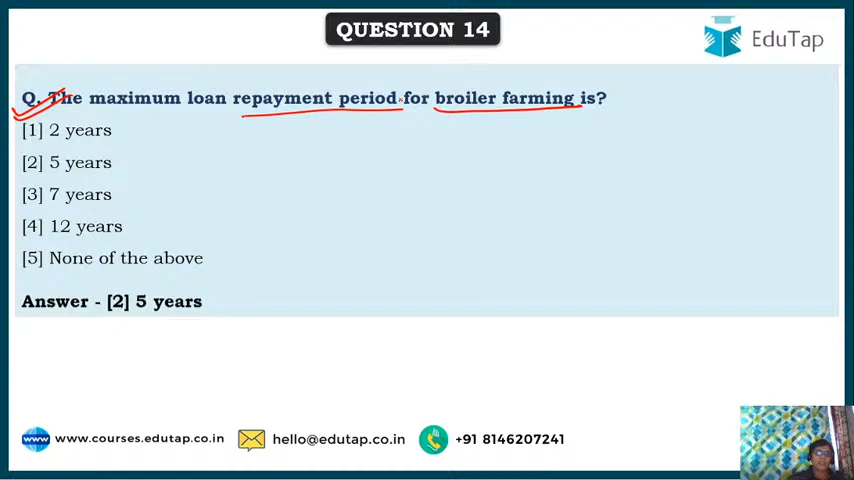 QUESTION 14
EduTap
Q. The maximum loan repayment period for broiler farming is?
[1] 2 years
[2] 5 years
[3] 7 years
[4] 12 years
[5] None of the above
Answer - [2] 5 years
www www.courses.edutap.co.in hello@edutap.co.in +91 8146207241